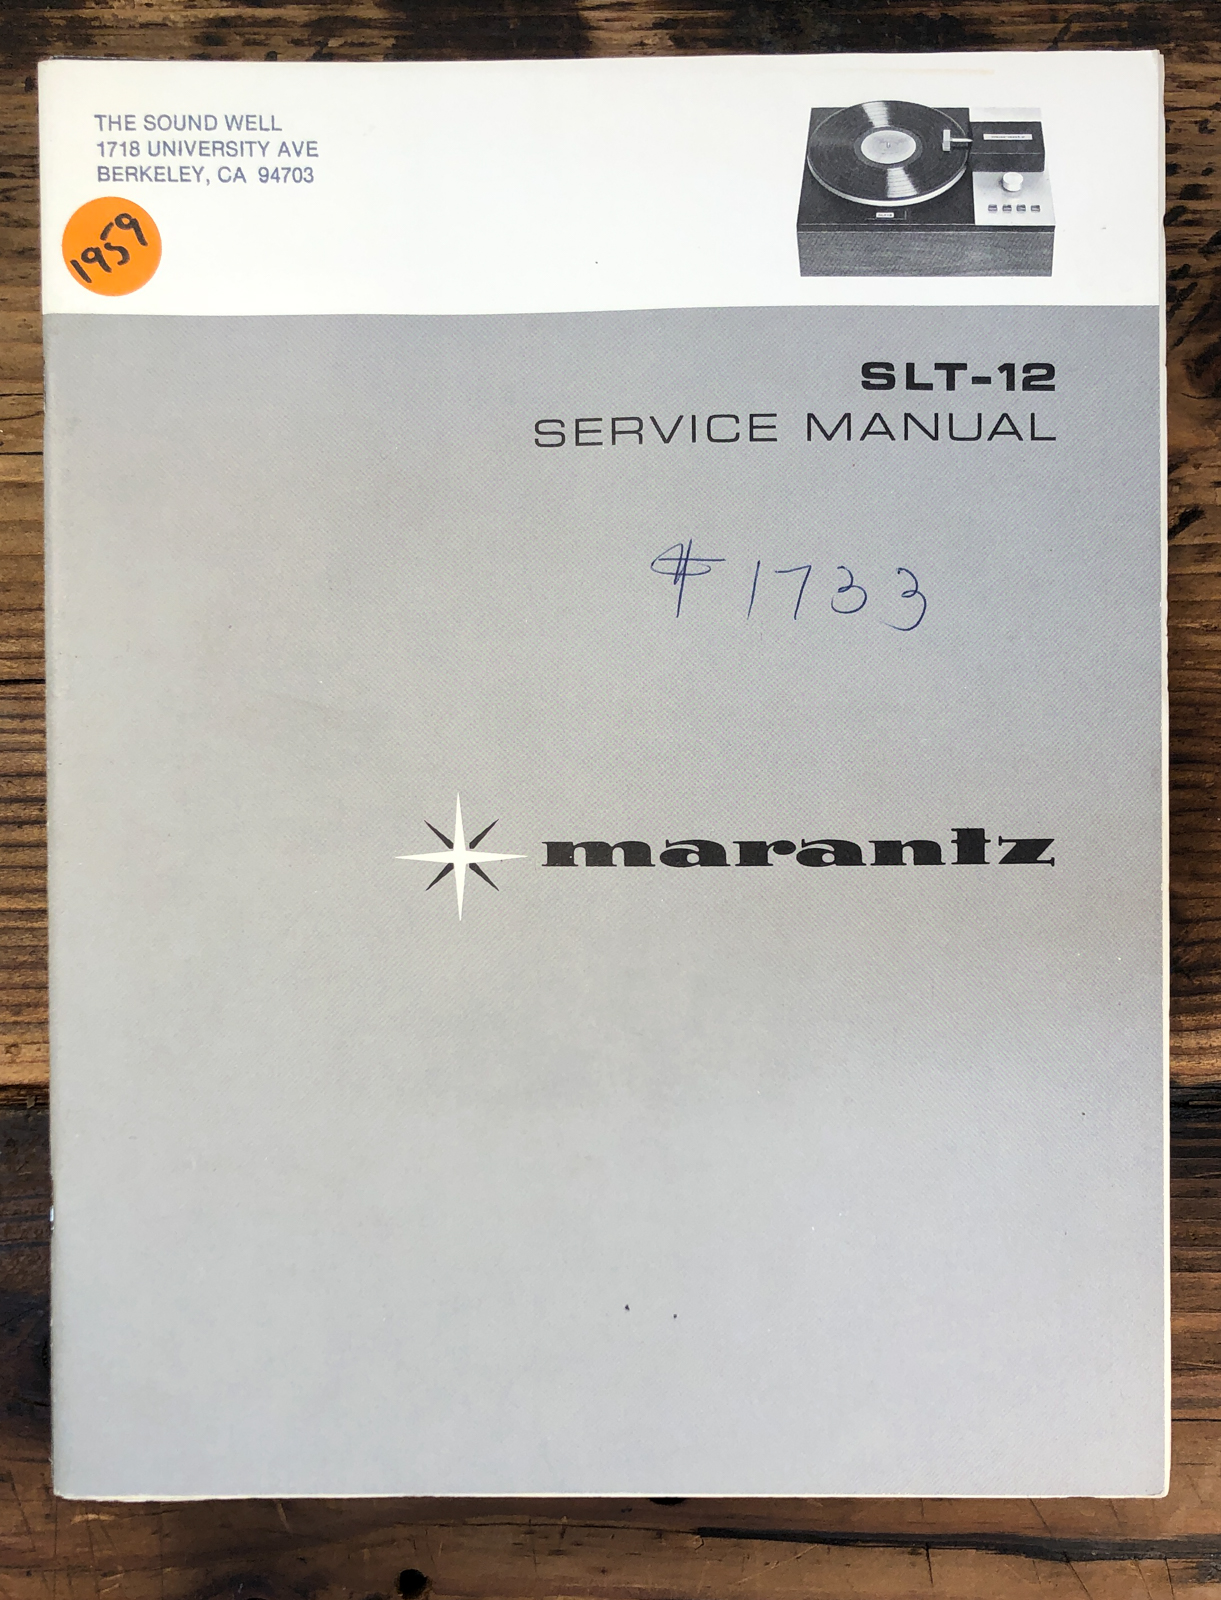 THE SOUND WELL
1718 UNIVERSITY AVE
BERKELEY, CA 94703
1959
SLT-12
SERVICE MANUAL
# 1733
marantz